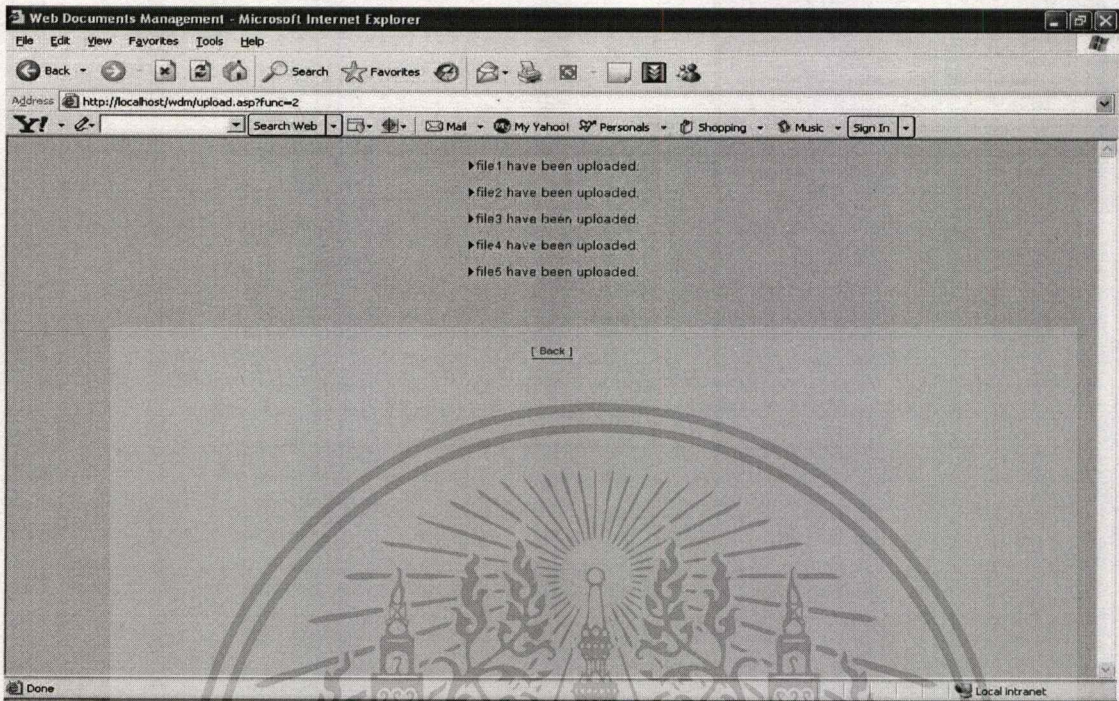 Web Documents Management - Microsoft Internet Explorer
File Edit View Favorites Tools Help
Back Search Favorites
Address http://localhost/wdm/upload.asp?func=2
Y! Search Web Mail My Yahoo! Personals Shopping Music Sign In
file1 have been uploaded.
file2 have been uploaded.
file3 have been uploaded.
file4 have been uploaded.
file5 have been uploaded.
[ Back ]
Done Local intranet